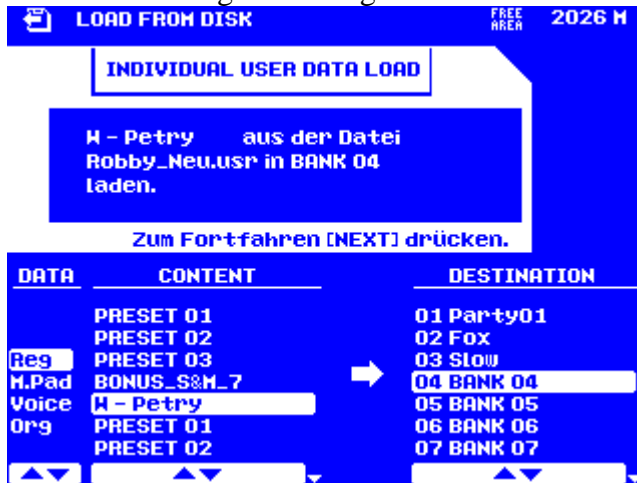 LOAD FROM DISK
FREE AREA 2026 M
INDIVIDUAL USER DATA LOAD
W - Petry aus der Datei
Robby_Neu.usr in BANK 04
laden.
Zum Fortfahren [NEXT] drücken.
DATA CONTENT DESTINATION
PRESET 01 01 Party01
PRESET 02 02 Fox
Reg PRESET 03 03 Slow
M.Pad BONUS_S&M_7 04 BANK 04
Voice W - Petry 05 BANK 05
Org PRESET 01 06 BANK 06
PRESET 02 07 BANK 07